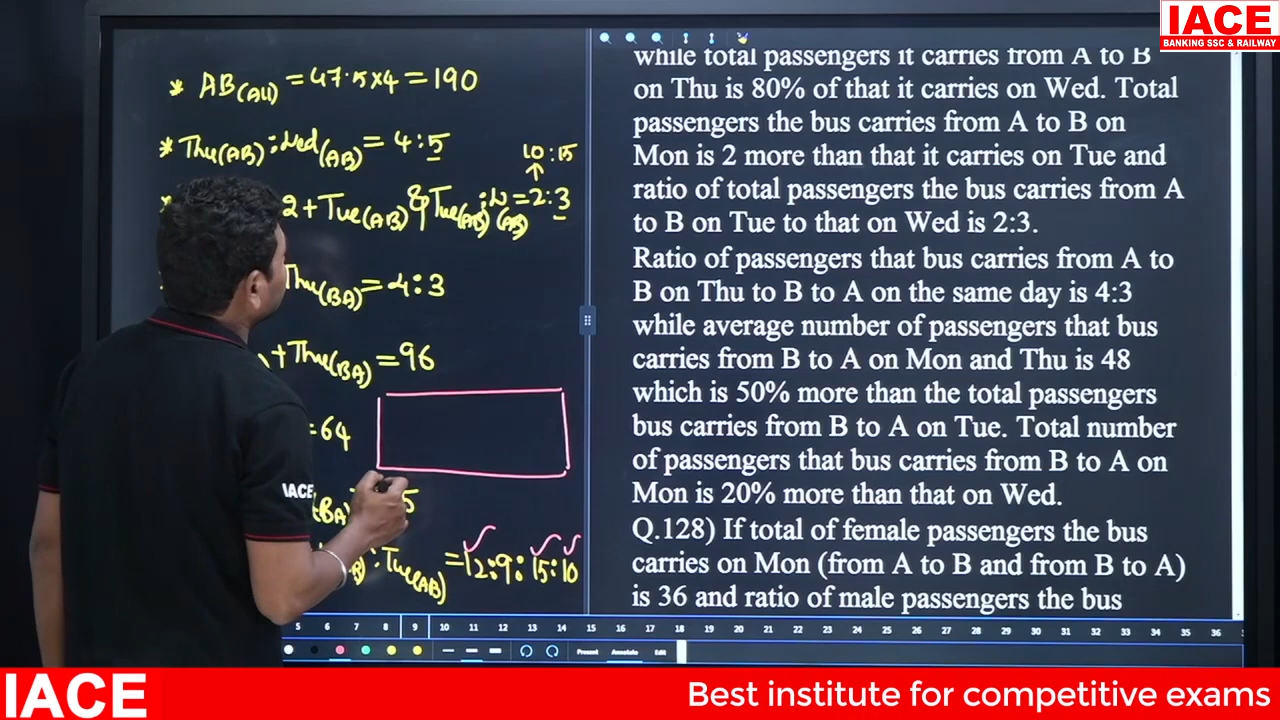 IACE
BANKING SSC & RAILWAY
* AB(All) = 47.5x4 = 190
* Thu(AB) : Wed(AB) = 4:5
10:15
2 + Tue(AB) & Tue(AB) : W(AB) = 2:3
Thu(BA) = 4:3
+ Thu(BA) = 96
=64
(BA) 5
: Tue(AB) = 12:9:15:10
while total passengers it carries from A to B
on Thu is 80% of that it carries on Wed. Total
passengers the bus carries from A to B on
Mon is 2 more than that it carries on Tue and
ratio of total passengers the bus carries from A
to B on Tue to that on Wed is 2:3.
Ratio of passengers that bus carries from A to
B on Thu to B to A on the same day is 4:3
while average number of passengers that bus
carries from B to A on Mon and Thu is 48
which is 50% more than the total passengers
bus carries from B to A on Tue. Total number
of passengers that bus carries from B to A on
Mon is 20% more than that on Wed.
Q.128) If total of female passengers the bus
carries on Mon (from A to B and from B to A)
is 36 and ratio of male passengers the bus
5 6 7 8 9 10 11 12 13 14 15 16 17 18 19 20 21 22 23 24 25 26 27 28 29 30 31 32 33 34 35 36
Present Annotate Edit
IACE
IACE
Best institute for competitive exams